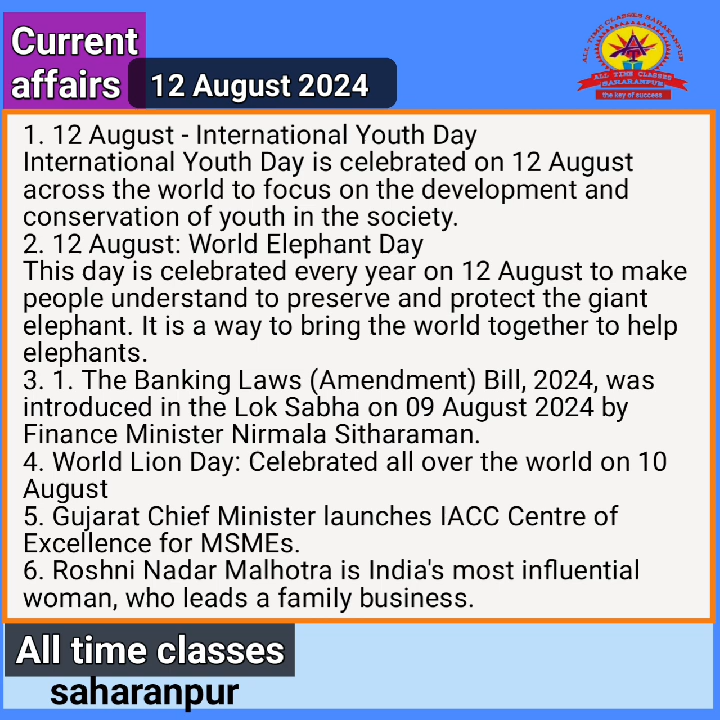 Current
affairs
12 August 2024
ALL TIME CLASSES SAHARANPUR
ALL TIME CLASSES
SAHARANPUR
the key of success
1. 12 August - International Youth Day
International Youth Day is celebrated on 12 August
across the world to focus on the development and
conservation of youth in the society.
2. 12 August: World Elephant Day
This day is celebrated every year on 12 August to make
people understand to preserve and protect the giant
elephant. It is a way to bring the world together to help
elephants.
3. 1. The Banking Laws (Amendment) Bill, 2024, was
introduced in the Lok Sabha on 09 August 2024 by
Finance Minister Nirmala Sitharaman.
4. World Lion Day: Celebrated all over the world on 10
August
5. Gujarat Chief Minister launches IACC Centre of
Excellence for MSMEs.
6. Roshni Nadar Malhotra is India's most influential
woman, who leads a family business.
All time classes
saharanpur